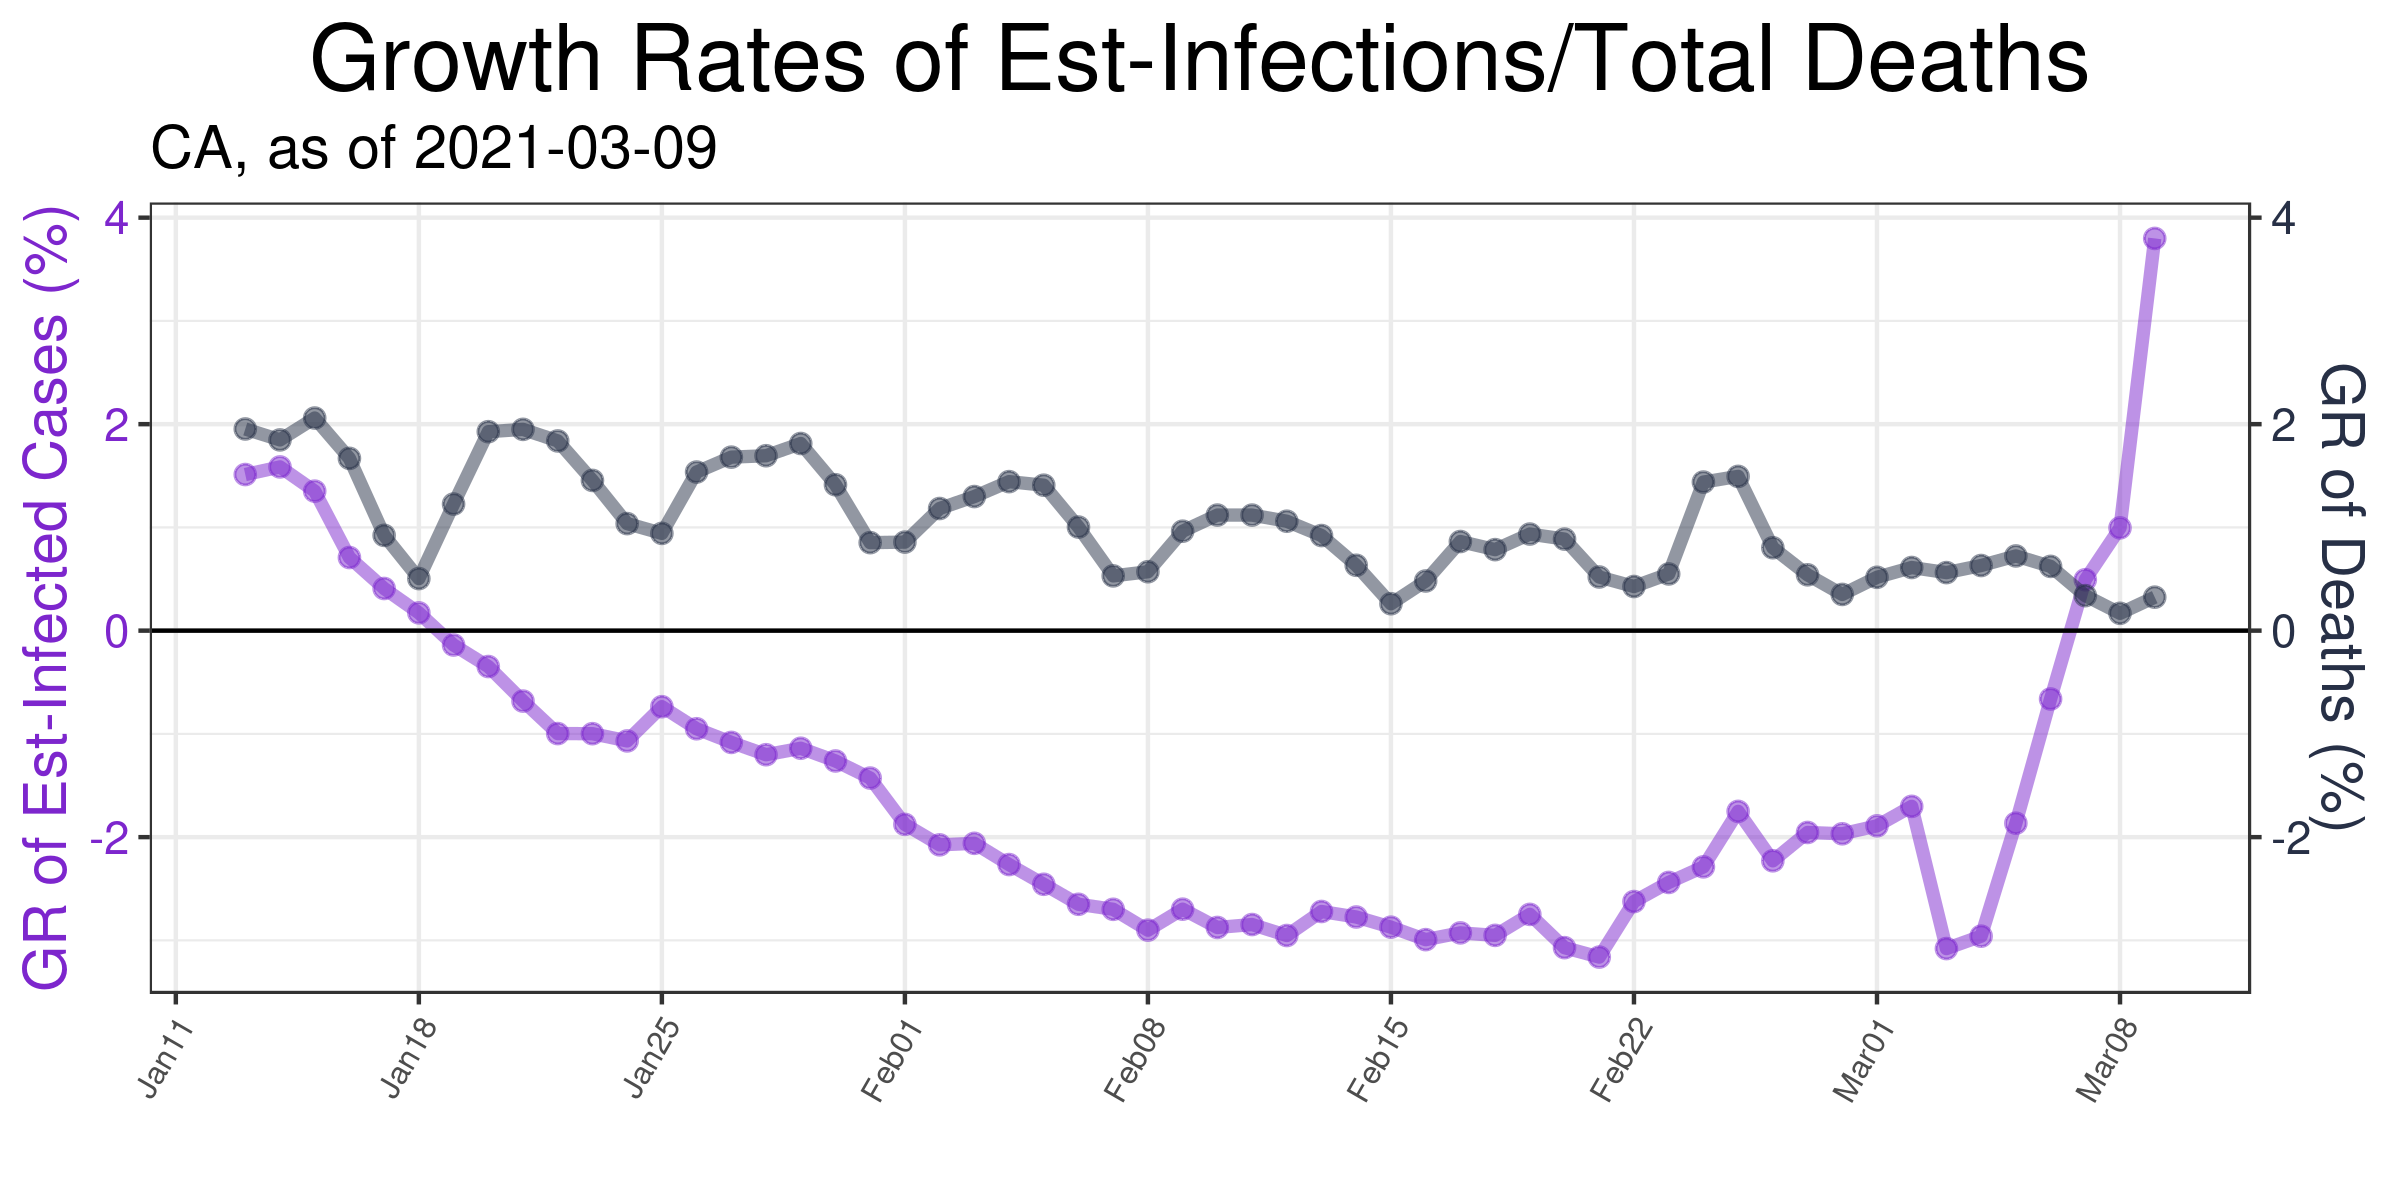 Growth Rates of Est-Infections/Total Deaths
CA, as of 2021-03-09
GR of Est-Infected Cases (%)
4
2
0
-2
4
2
0
-2
GR of Deaths (%)
Jan11
Jan18
Jan25
Feb01
Feb08
Feb15
Feb22
Mar01
Mar08